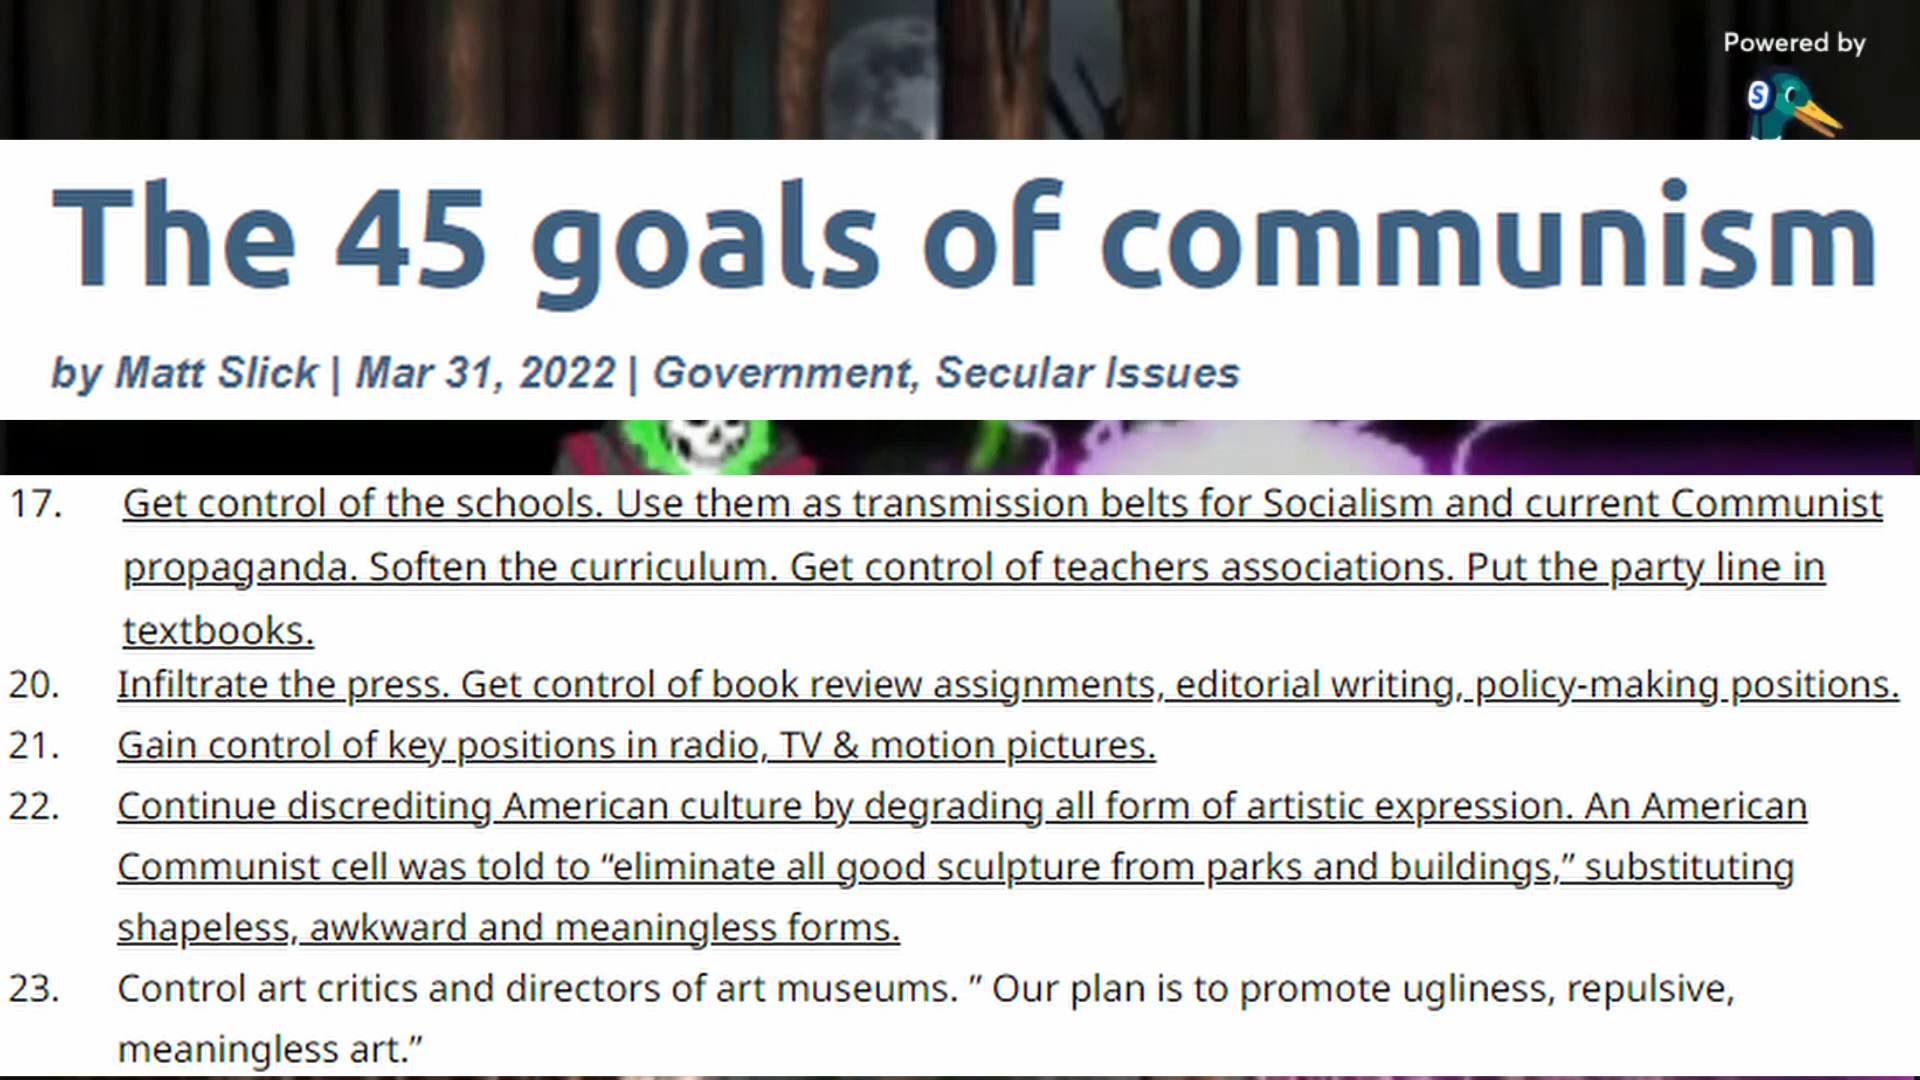 Powered by
S
The 45 goals of communism
by Matt Slick | Mar 31, 2022 | Government, Secular Issues
17. Get control of the schools. Use them as transmission belts for Socialism and current Communist
propaganda. Soften the curriculum. Get control of teachers associations. Put the party line in
textbooks.
20. Infiltrate the press. Get control of book review assignments, editorial writing, policy-making positions.
21. Gain control of key positions in radio, TV & motion pictures.
22. Continue discrediting American culture by degrading all form of artistic expression. An American
Communist cell was told to “eliminate all good sculpture from parks and buildings,” substituting
shapeless, awkward and meaningless forms.
23. Control art critics and directors of art museums. ” Our plan is to promote ugliness, repulsive,
meaningless art.”